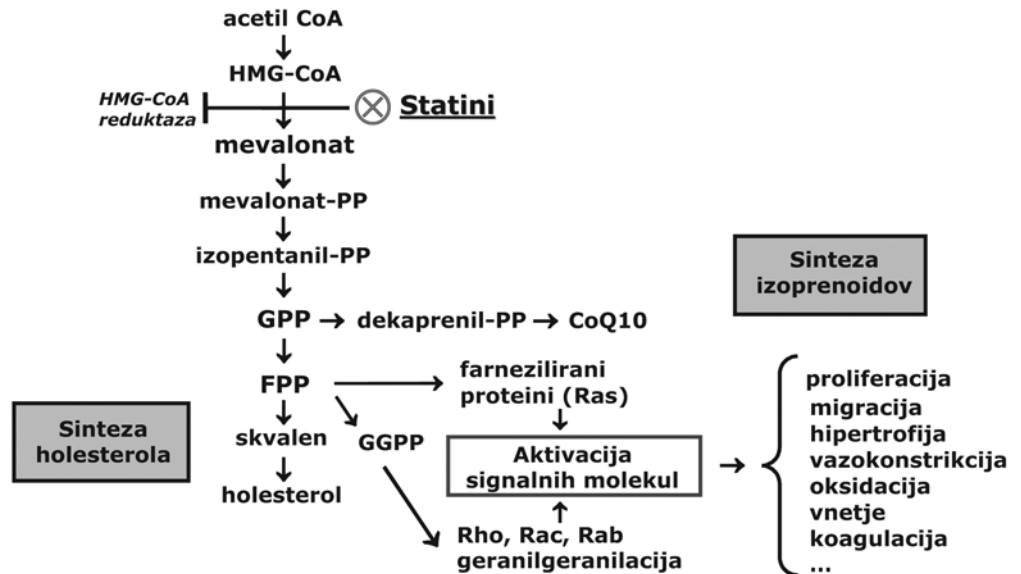 acetil CoA
HMG-CoA
HMG-CoA
reduktaza
Statini
mevalonat
mevalonat-PP
izopentanil-PP
Sinteza
izoprenoidov
GPP
dekaprenil-PP
CoQ10
FPP
farnezilirani
proteini (Ras)
Sinteza
holesterola
skvalen
GGPP
holesterol
Aktivacija
signalnih molekul
Rho, Rac, Rab
geranilgeranilacija
proliferacija
migracija
hipertrofija
vazokonstrikcija
oksidacija
vnetje
koagulacija
...